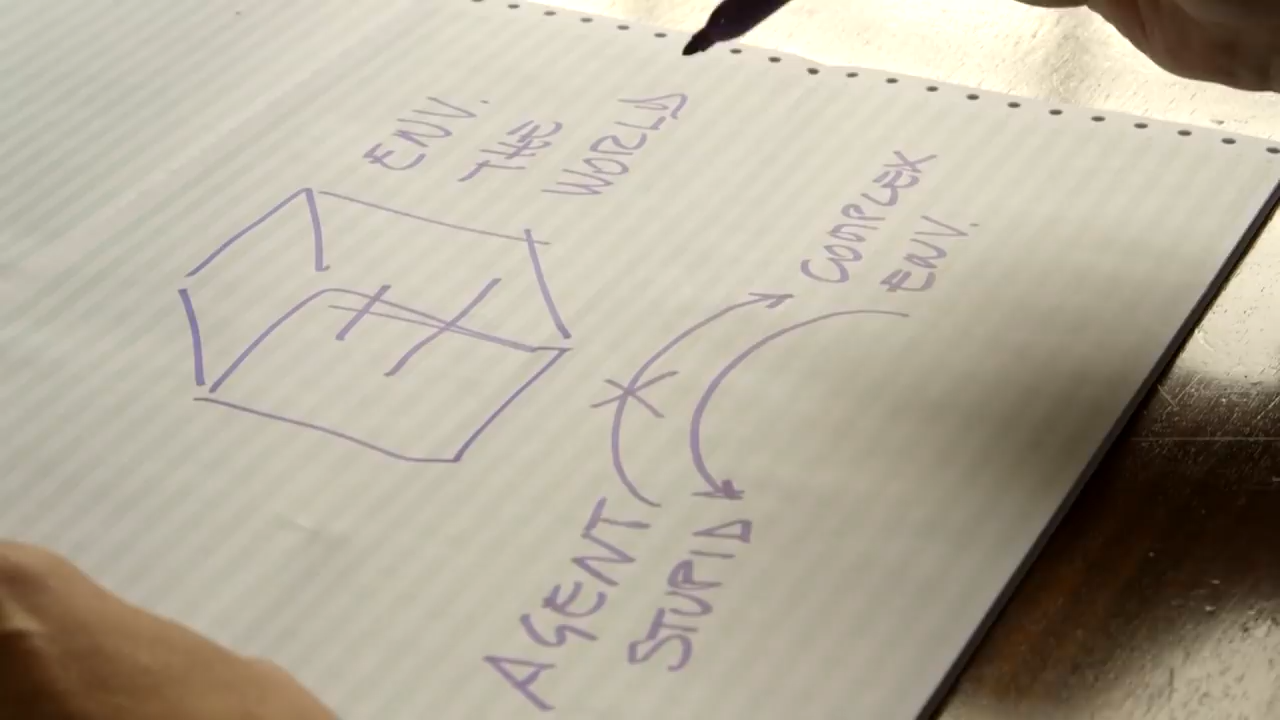 ENV.
THE
WORLD
COMPLEX
ENV.
AGENT
STUPID